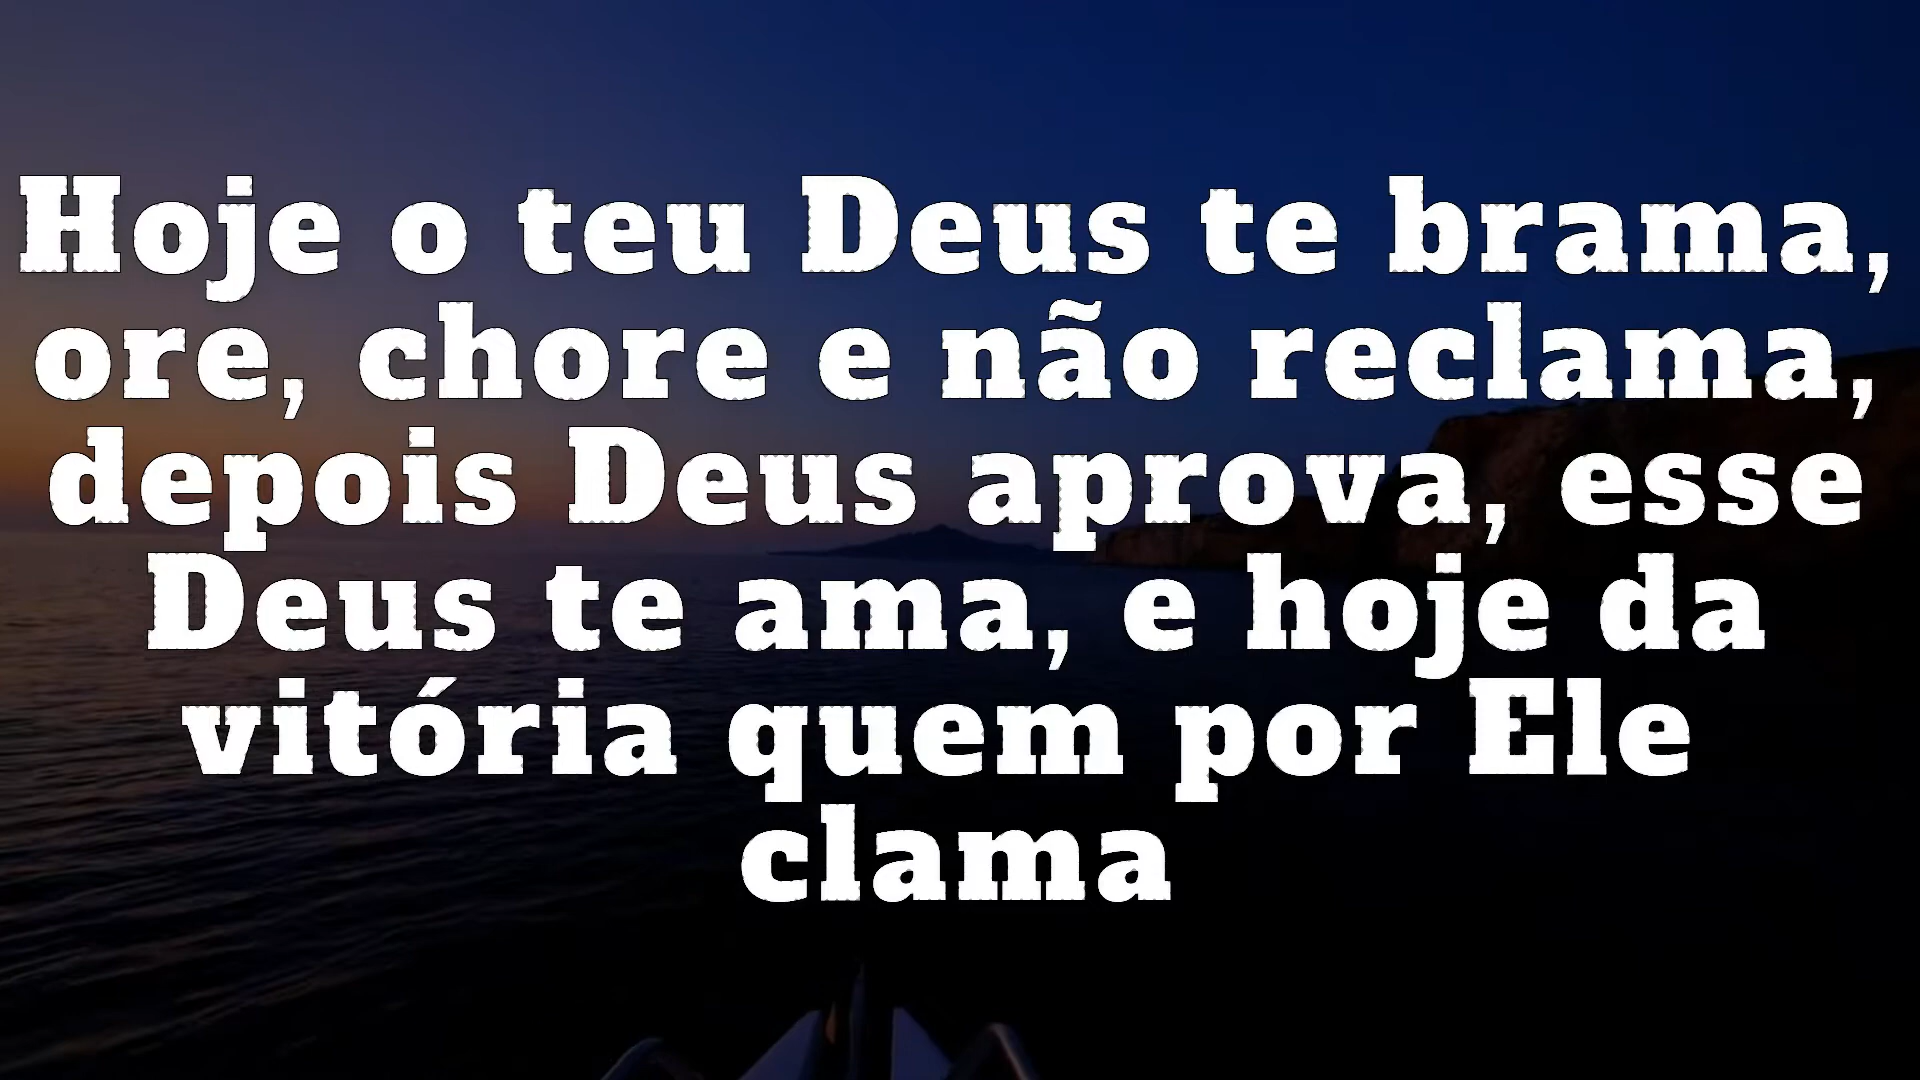 Hoje o teu Deus te brama,
ore, chore e não reclama,
depois Deus aprova, esse
Deus te ama, e hoje da
vitória quem por Ele
clama